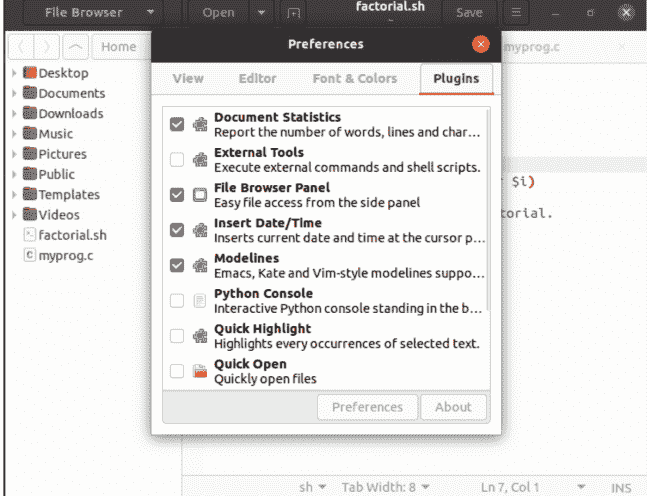 File Browser
Open
factorial.sh
~
Save
Home
myprog.c
Preferences
View
Editor
Font & Colors
Plugins
Desktop
Documents
Downloads
Music
Pictures
Public
Templates
Videos
factorial.sh
myprog.c
Document Statistics
Report the number of words, lines and char…
External Tools
Execute external commands and shell scripts.
File Browser Panel
Easy file access from the side panel
Insert Date/Time
Inserts current date and time at the cursor p…
Modelines
Emacs, Kate and Vim-style modelines suppo…
Python Console
Interactive Python console standing in the b…
Quick Highlight
Highlights every occurrences of selected text.
Quick Open
Quickly open files
$i)
torial.
Preferences
About
sh
Tab Width: 8
Ln 7, Col 1
INS